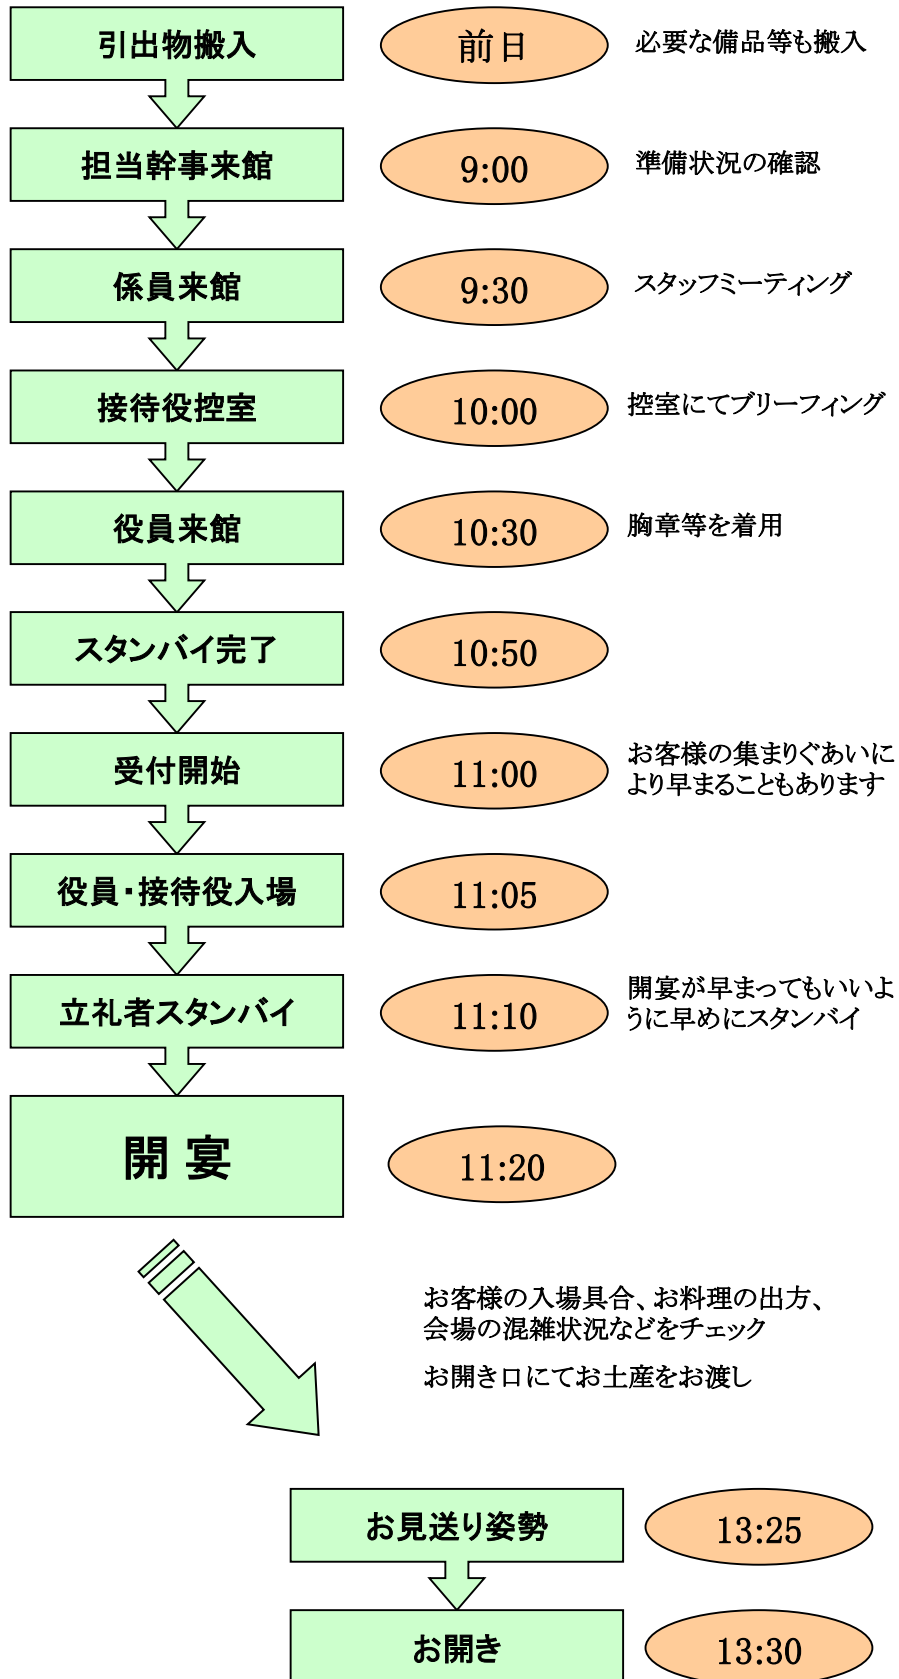 引出物搬入
前日
必要な備品等も搬入
担当幹事来館
9:00
準備状況の確認
係員来館
9:30
スタッフミーティング
接待役控室
10:00
控室にてブリーフィング
役員来館
10:30
胸章等を着用
スタンバイ完了
10:50
受付開始
11:00
お客様の集まりぐあいに
より早まることもあります
役員・接待役入場
11:05
立礼者スタンバイ
11:10
開宴が早まってもいいよ
うに早めにスタンバイ
開 宴
11:20
お客様の入場具合、お料理の出方、
会場の混雑状況などをチェック
お開き口にてお土産をお渡し
お見送り姿勢
13:25
お開き
13:30